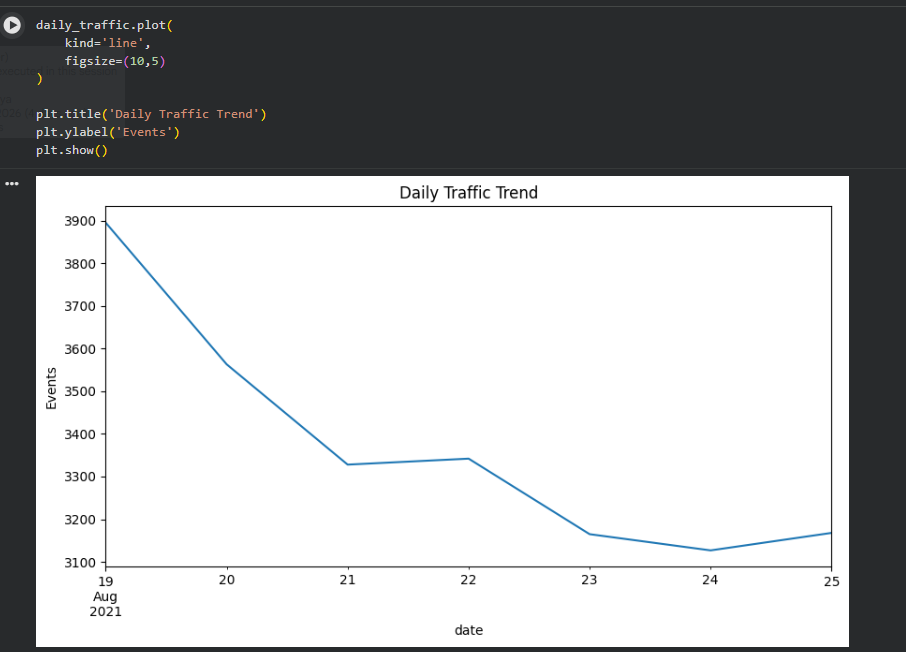 daily_traffic.plot(
    kind='line',
    figsize=(10,5)
)
plt.title('Daily Traffic Trend')
plt.ylabel('Events')
plt.show()
Daily Traffic Trend
3900
3800
3700
3600
3500
3400
3300
3200
3100
Events
19 20 21 22 23 24 25
Aug
2021
date